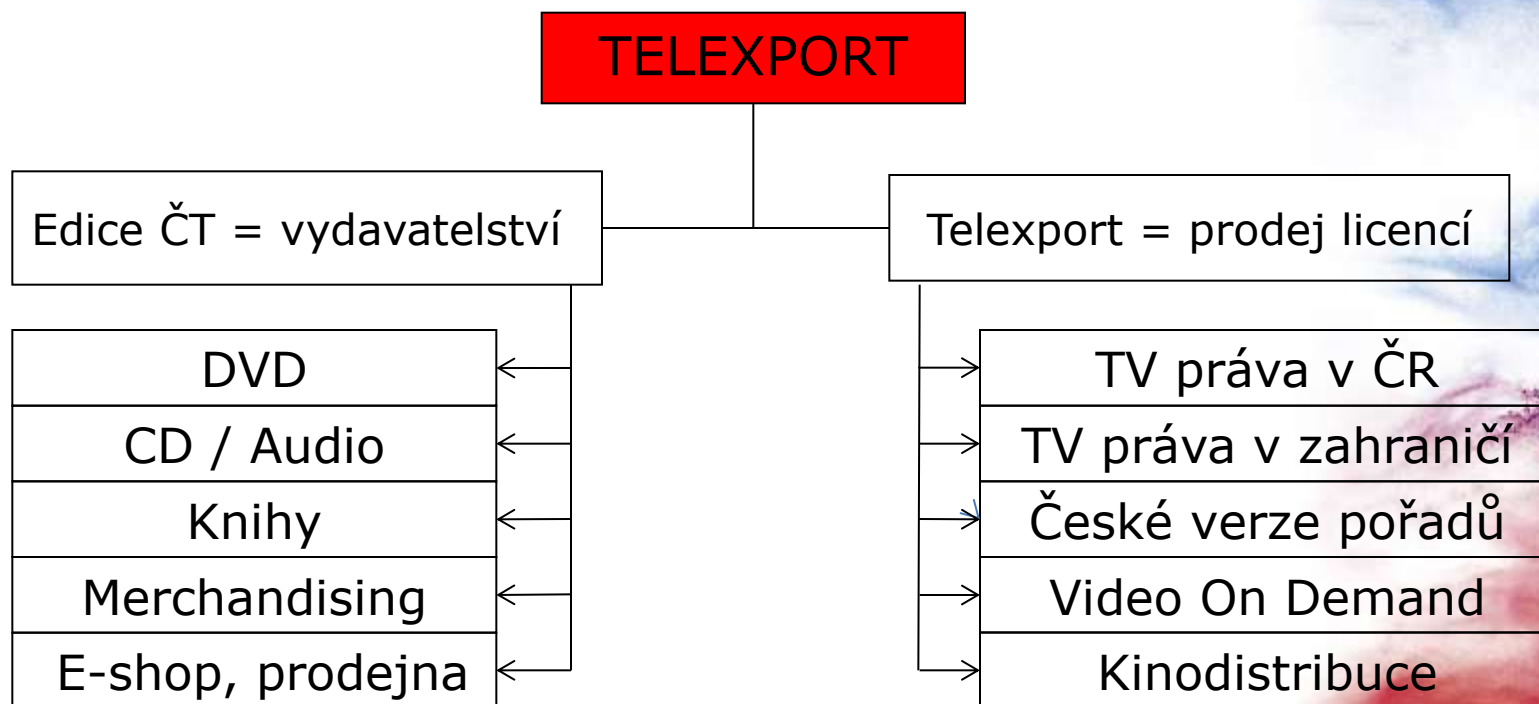 TELEXPORT
Edice ČT = vydavatelství
Telexport = prodej licencí
DVD
CD / Audio
Knihy
Merchandising
E-shop, prodejna
TV práva v ČR
TV práva v zahraničí
České verze pořadů
Video On Demand
Kinodistribuce